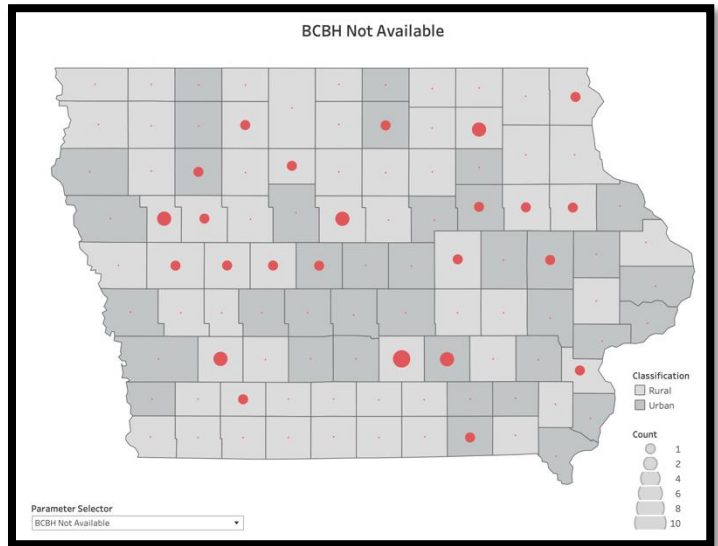 BCBH Not Available
Classification
Rural
Urban
Count
1
2
4
6
8
10
Parameter Selector
BCBH Not Available